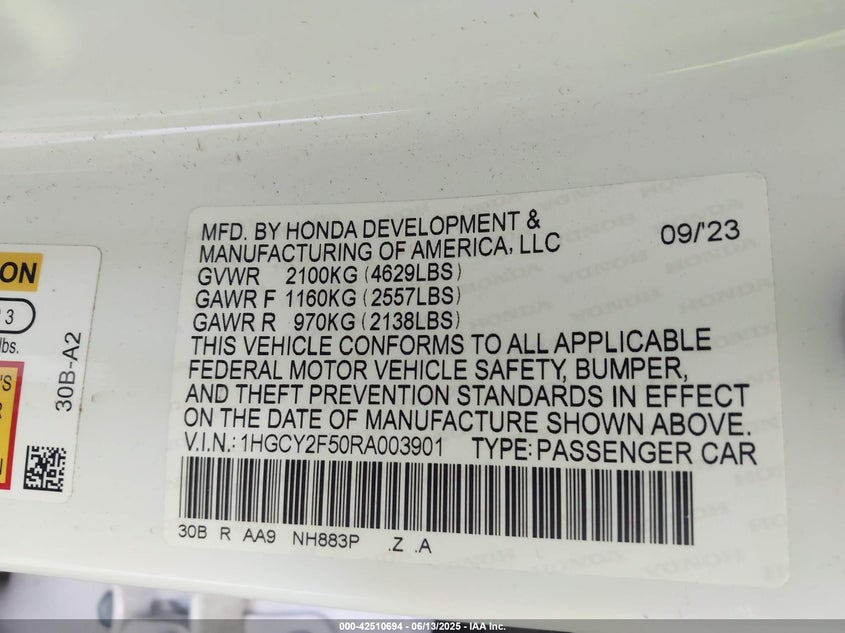 MFD. BY HONDA DEVELOPMENT &
MANUFACTURING OF AMERICA, LLC
09/'23
GVWR 2100KG (4629LBS)
GAWR F 1160KG (2557LBS)
GAWR R 970KG (2138LBS)
THIS VEHICLE CONFORMS TO ALL APPLICABLE
FEDERAL MOTOR VEHICLE SAFETY, BUMPER,
AND THEFT PREVENTION STANDARDS IN EFFECT
ON THE DATE OF MANUFACTURE SHOWN ABOVE.
V.I.N.: 1HGCY2F50RA003901 TYPE: PASSENGER CAR
30B R AA9 NH883P .Z .A
ON
3
lbs.
'S
N
30B-A2
000-42510694 - 06/13/2025 - IAA Inc.